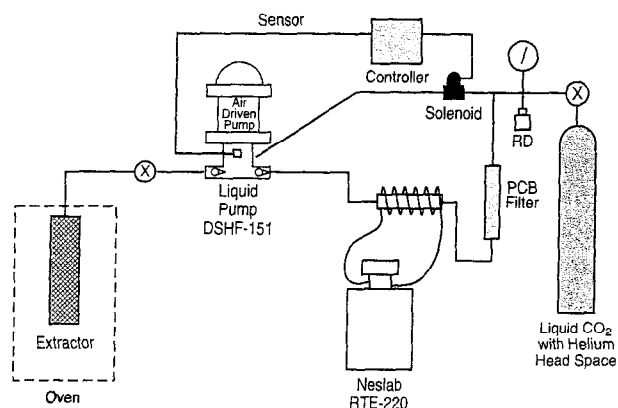 Sensor
Controller
Air
Driven
Pump
Solenoid
RD
X
X
Liquid
Pump
DSHF-151
PCB
Filter
Extractor
Oven
Neslab
RTE-220
Liquid CO₂
with Helium
Head Space